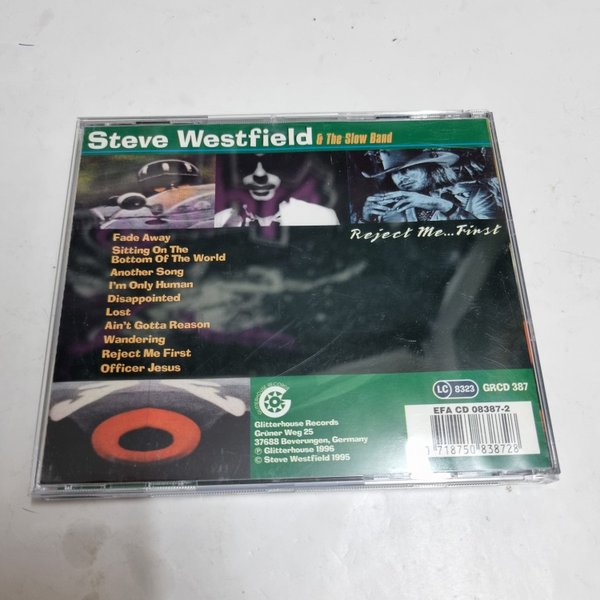 Steve Westfield & The Slow Band
Reject Me...First
Fade Away
Sitting On The
Bottom Of The World
Another Song
I'm Only Human
Disappointed
Lost
Ain't Gotta Reason
Wandering
Reject Me First
Officer Jesus
GLITTERHOUSE RECORDS
Glitterhouse Records
Grüner Weg 25
37688 Beverungen, Germany
℗ Glitterhouse 1996
© Steve Westfield 1995
LC 8323 GRCD 387
EFA CD 08387-2
718750 838728